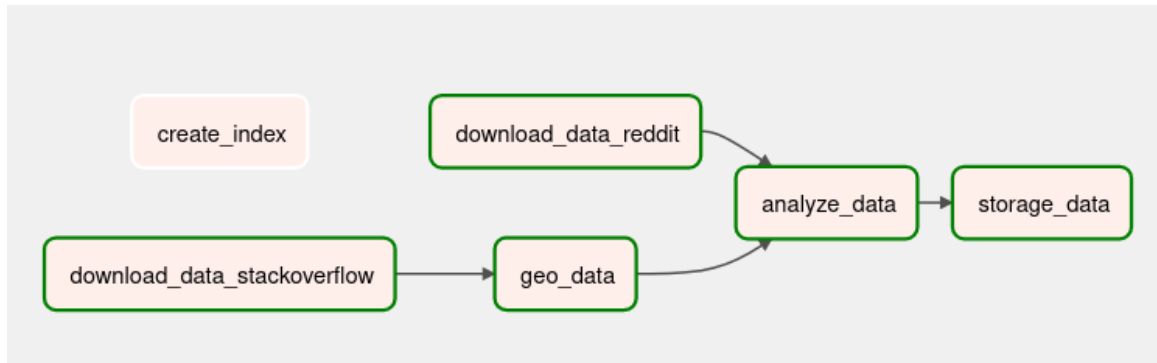 create_index
download_data_reddit
analyze_data
storage_data
download_data_stackoverflow
geo_data